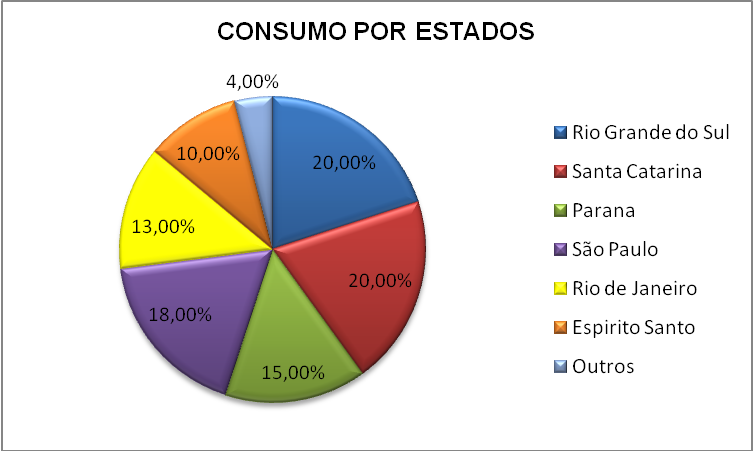 CONSUMO POR ESTADOS
4,00%
10,00%
20,00%
13,00%
20,00%
18,00%
15,00%
Rio Grande do Sul
Santa Catarina
Parana
São Paulo
Rio de Janeiro
Espirito Santo
Outros